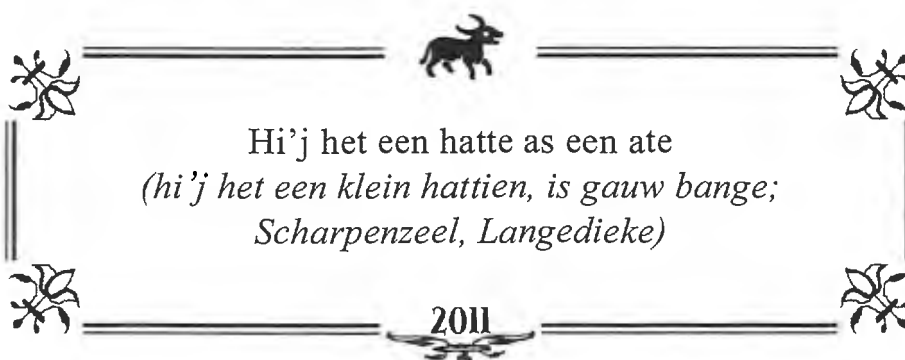 Hi'j het een hatte as een ate
(hi'j het een klein hattien, is gauw bange;
Scharpenzeel, Langedieke)
2011